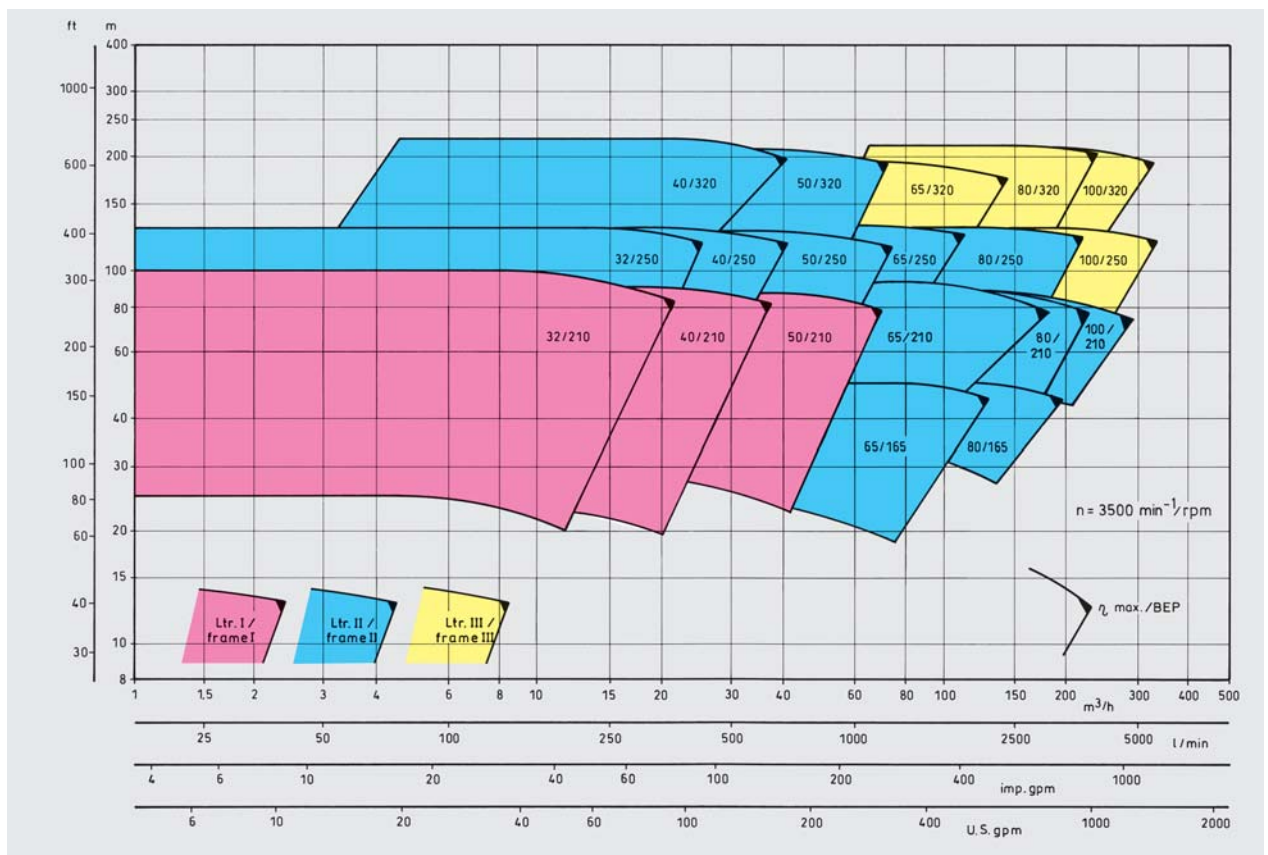 ft m
400
300
250
200
150
100
80
60
40
30
20
15
10
8
1000
600
400
300
200
150
100
80
60
40
30
40/320
50/320
65/320
80/320
100/320
32/250
40/250
50/250
65/250
80/250
100/250
32/210
40/210
50/210
65/210
80/
210
100/
210
65/165
80/165
n = 3500 min⁻¹/rpm
Ltr. I /
frame I
Ltr. II /
frame II
Ltr. III /
frame III
η max./BEP
1 1,5 2 3 4 6 8 10 15 20 30 40 60 80 100 150 200 300 400 500
m³/h
25 50 100 250 500 1000 2500 5000 l/min
4 6 10 20 40 60 100 200 400 1000
imp.gpm
6 10 20 40 60 100 200 400 1000 2000
U.S. gpm